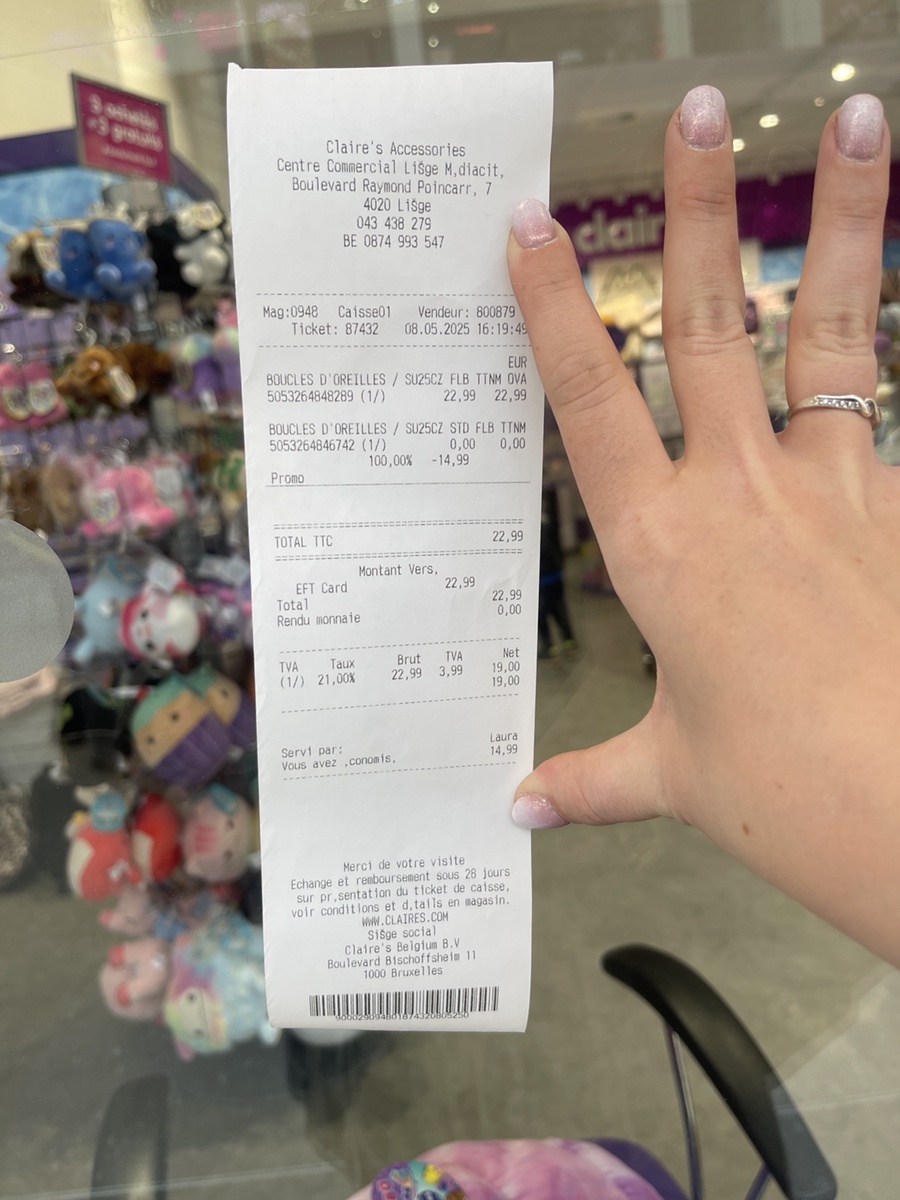 3 achetés
=3 gratuits
claire
Claire's Accessories
Centre Commercial LiŠge M,diacit,
Boulevard Raymond Poincarr, 7
4020 LiŠge
043 438 279
BE 0874 993 547
Mag:0948 Caisse01 Vendeur: 800879
Ticket: 87432 08.05.2025 16:19:49
EUR
BOUCLES D'OREILLES / SU25CZ FLB TTNM OVA
5053264848289 (1/) 22,99 22,99
BOUCLES D'OREILLES / SU25CZ STD FLB TTNM
5053264846742 (1/) 0,00 0,00
100,00% -14,99
Promo
TOTAL TTC 22,99
Montant Vers,
EFT Card 22,99
Total 22,99
Rendu monnaie 0,00
TVA Taux Brut TVA Net
(1/) 21,00% 22,99 3,99 19,00
19,00
Servi par: Laura
Vous avez ,conomis, 14,99
Merci de votre visite
Echange et remboursement sous 28 jours
sur pr,sentation du ticket de caisse,
voir conditions et d,tails en magasin.
WWW.CLAIRES.COM
SiŠge social
Claire's Belgium B.V
Boulevard Bischoffsheim 11
1000 Bruxelles